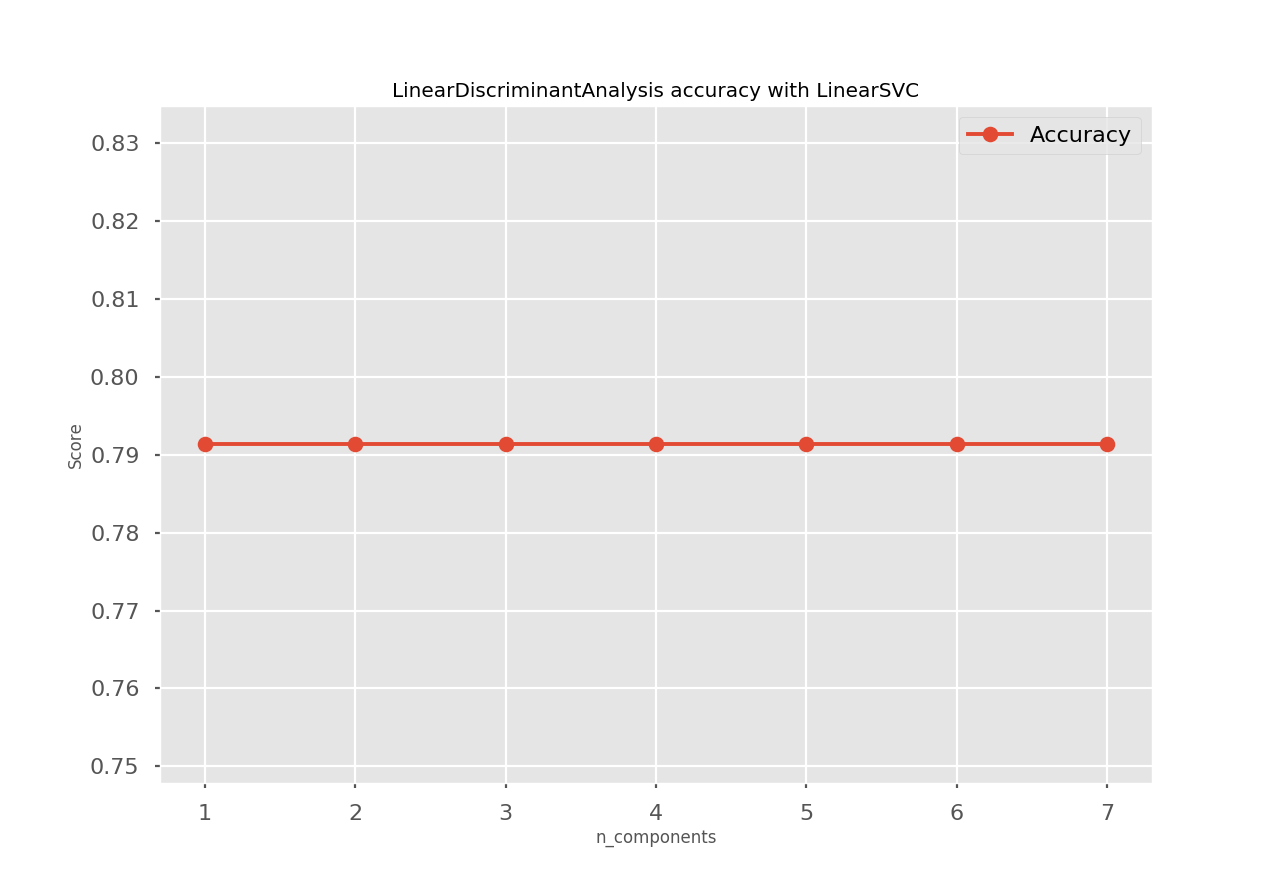 LinearDiscriminantAnalysis accuracy with LinearSVC
Accuracy
0.83
0.82
0.81
0.80
0.79
0.78
0.77
0.76
0.75
Score
1 2 3 4 5 6 7
n_components